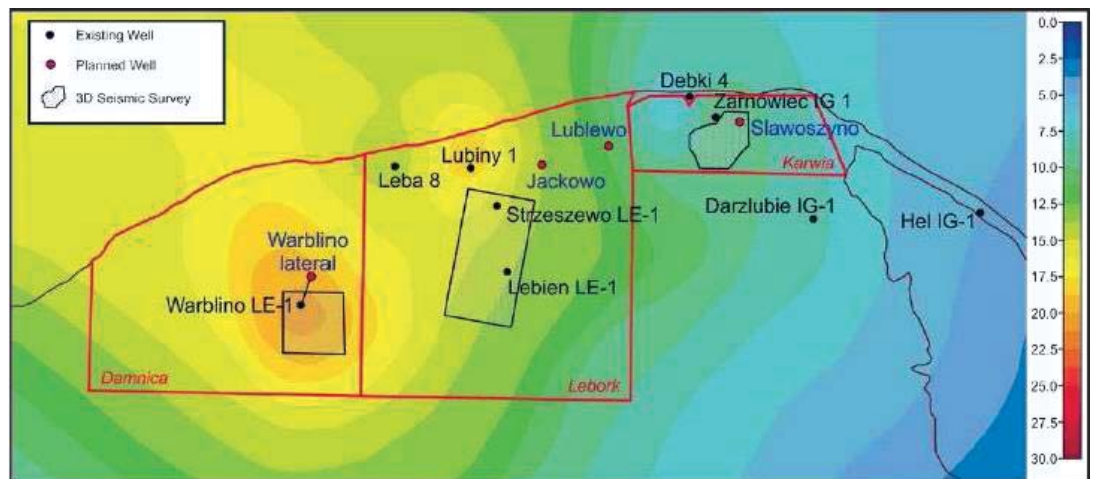 Existing Well
Planned Well
3D Seismic Survey
Debki 4
Zarnowiec IG 1
Slawoszyno
Karwia
Lublewo
Lubiny 1
Leba 8
Jackowo
Strzeszewo LE-1
Darzlubie IG-1
Hel IG-1
Warblino
lateral
Lebien LE-1
Warblino LE-1
Damnica
Lebork
0.0
2.5
5.0
7.5
10.0
12.5
15.0
17.5
20.0
22.5
25.0
27.5
30.0